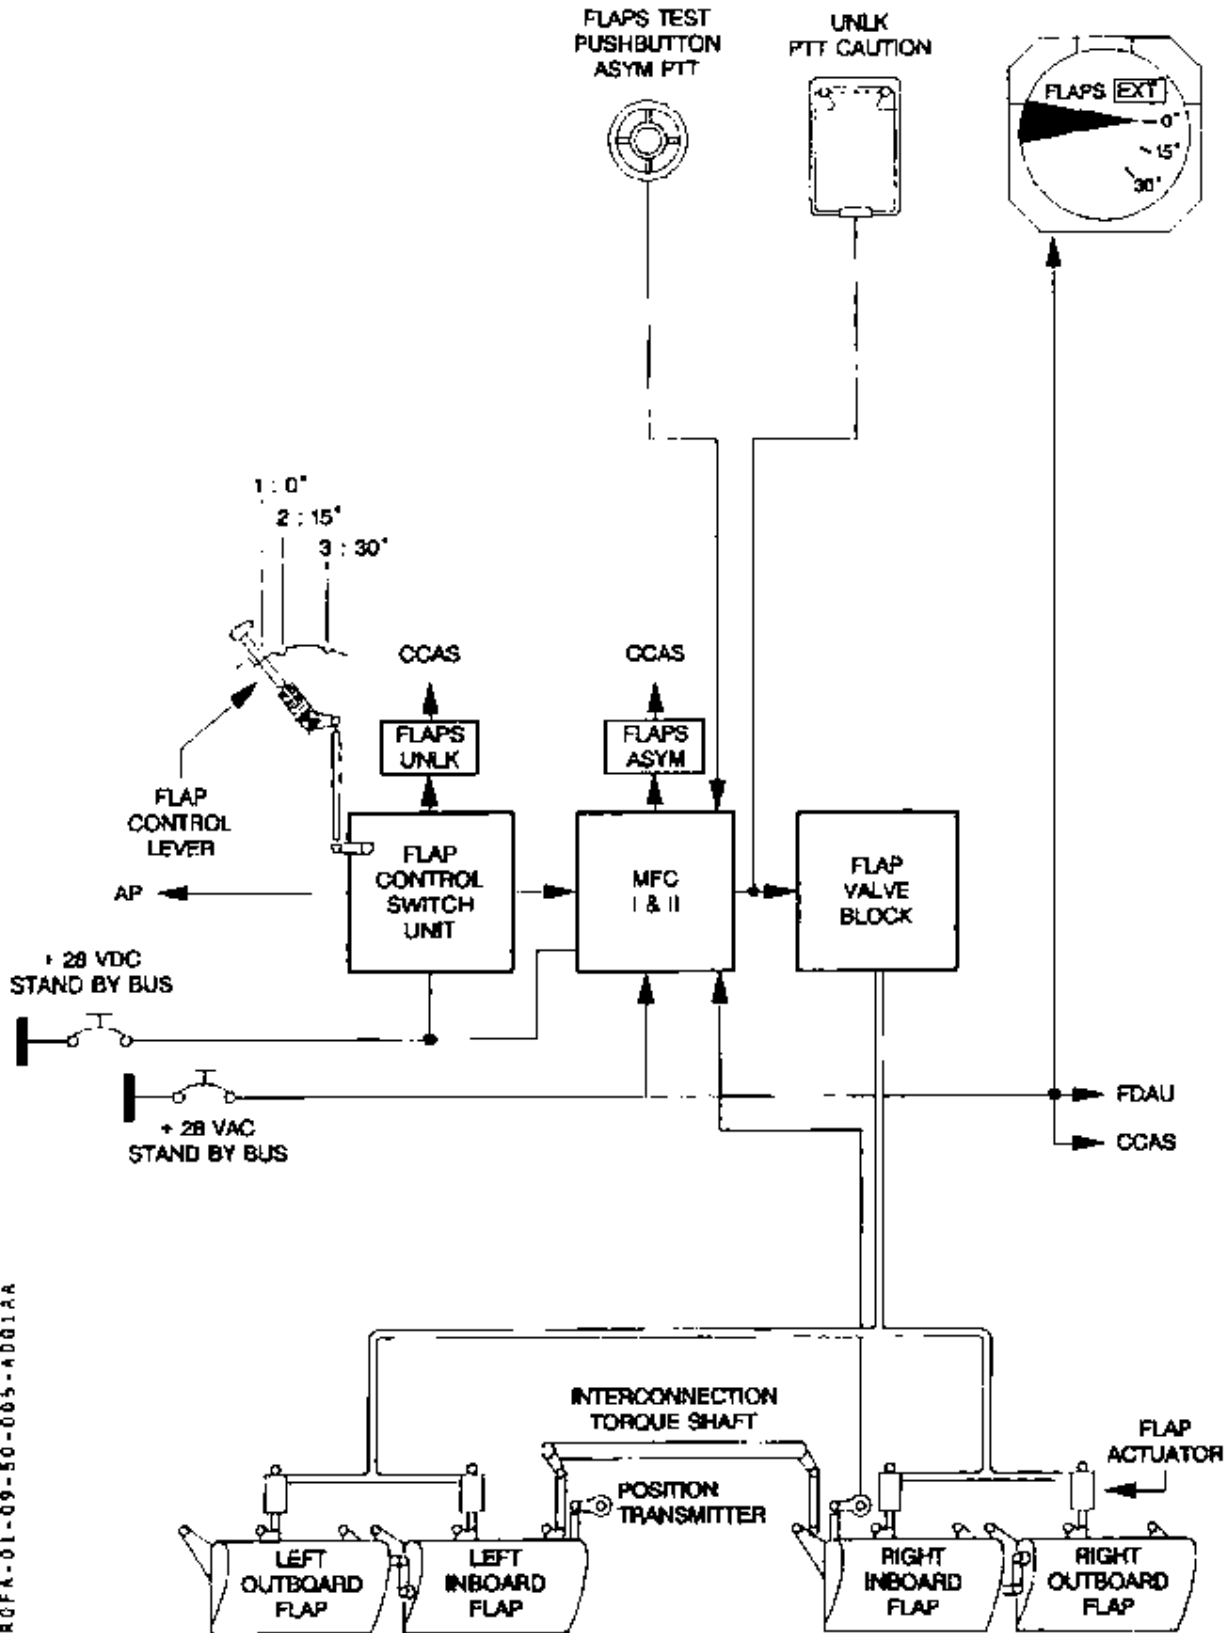 FLAPS TEST
PUSHBUTTON
ASYM PTT
UNLK
PTT CAUTION
FLAPS EXT
0°
15°
30°
1 : 0°
2 : 15°
3 : 30°
CCAS
CCAS
FLAPS
UNLK
FLAPS
ASYM
FLAP
CONTROL
LEVER
FLAP
CONTROL
SWITCH
UNIT
MFC
I & II
FLAP
VALVE
BLOCK
AP
+ 28 VDC
STAND BY BUS
+ 28 VAC
STAND BY BUS
FDAU
CCAS
INTERCONNECTION
TORQUE SHAFT
FLAP
ACTUATOR
POSITION
TRANSMITTER
LEFT
OUTBOARD
FLAP
LEFT
INBOARD
FLAP
RIGHT
INBOARD
FLAP
RIGHT
OUTBOARD
FLAP